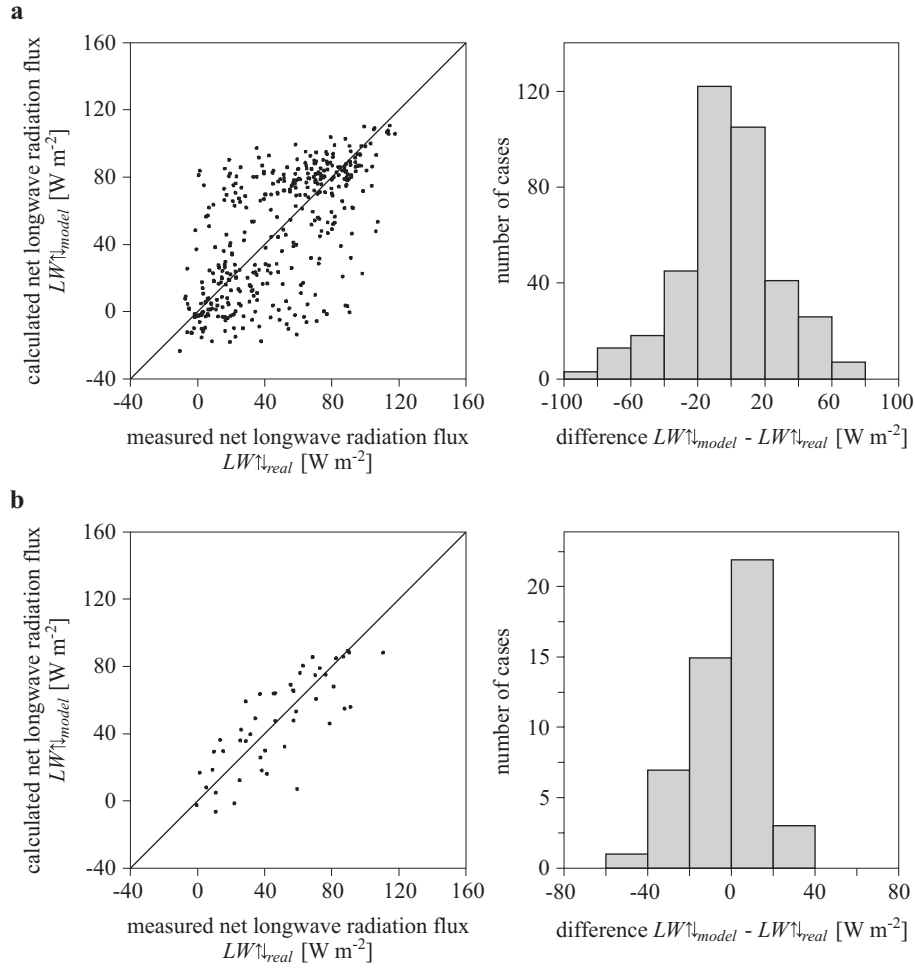 a
calculated net longwave radiation flux
LW↑↓model [W m-2]
160
120
80
40
0
-40
-40 0 40 80 120 160
measured net longwave radiation flux
LW↑↓real [W m-2]
number of cases
120
80
40
0
-100 -60 -20 20 60 100
difference LW↑↓model - LW↑↓real [W m-2]
b
calculated net longwave radiation flux
LW↑↓model [W m-2]
160
120
80
40
0
-40
-40 0 40 80 120 160
measured net longwave radiation flux
LW↑↓real [W m-2]
number of cases
20
15
10
5
0
-80 -40 0 40 80
difference LW↑↓model - LW↑↓real [W m-2]